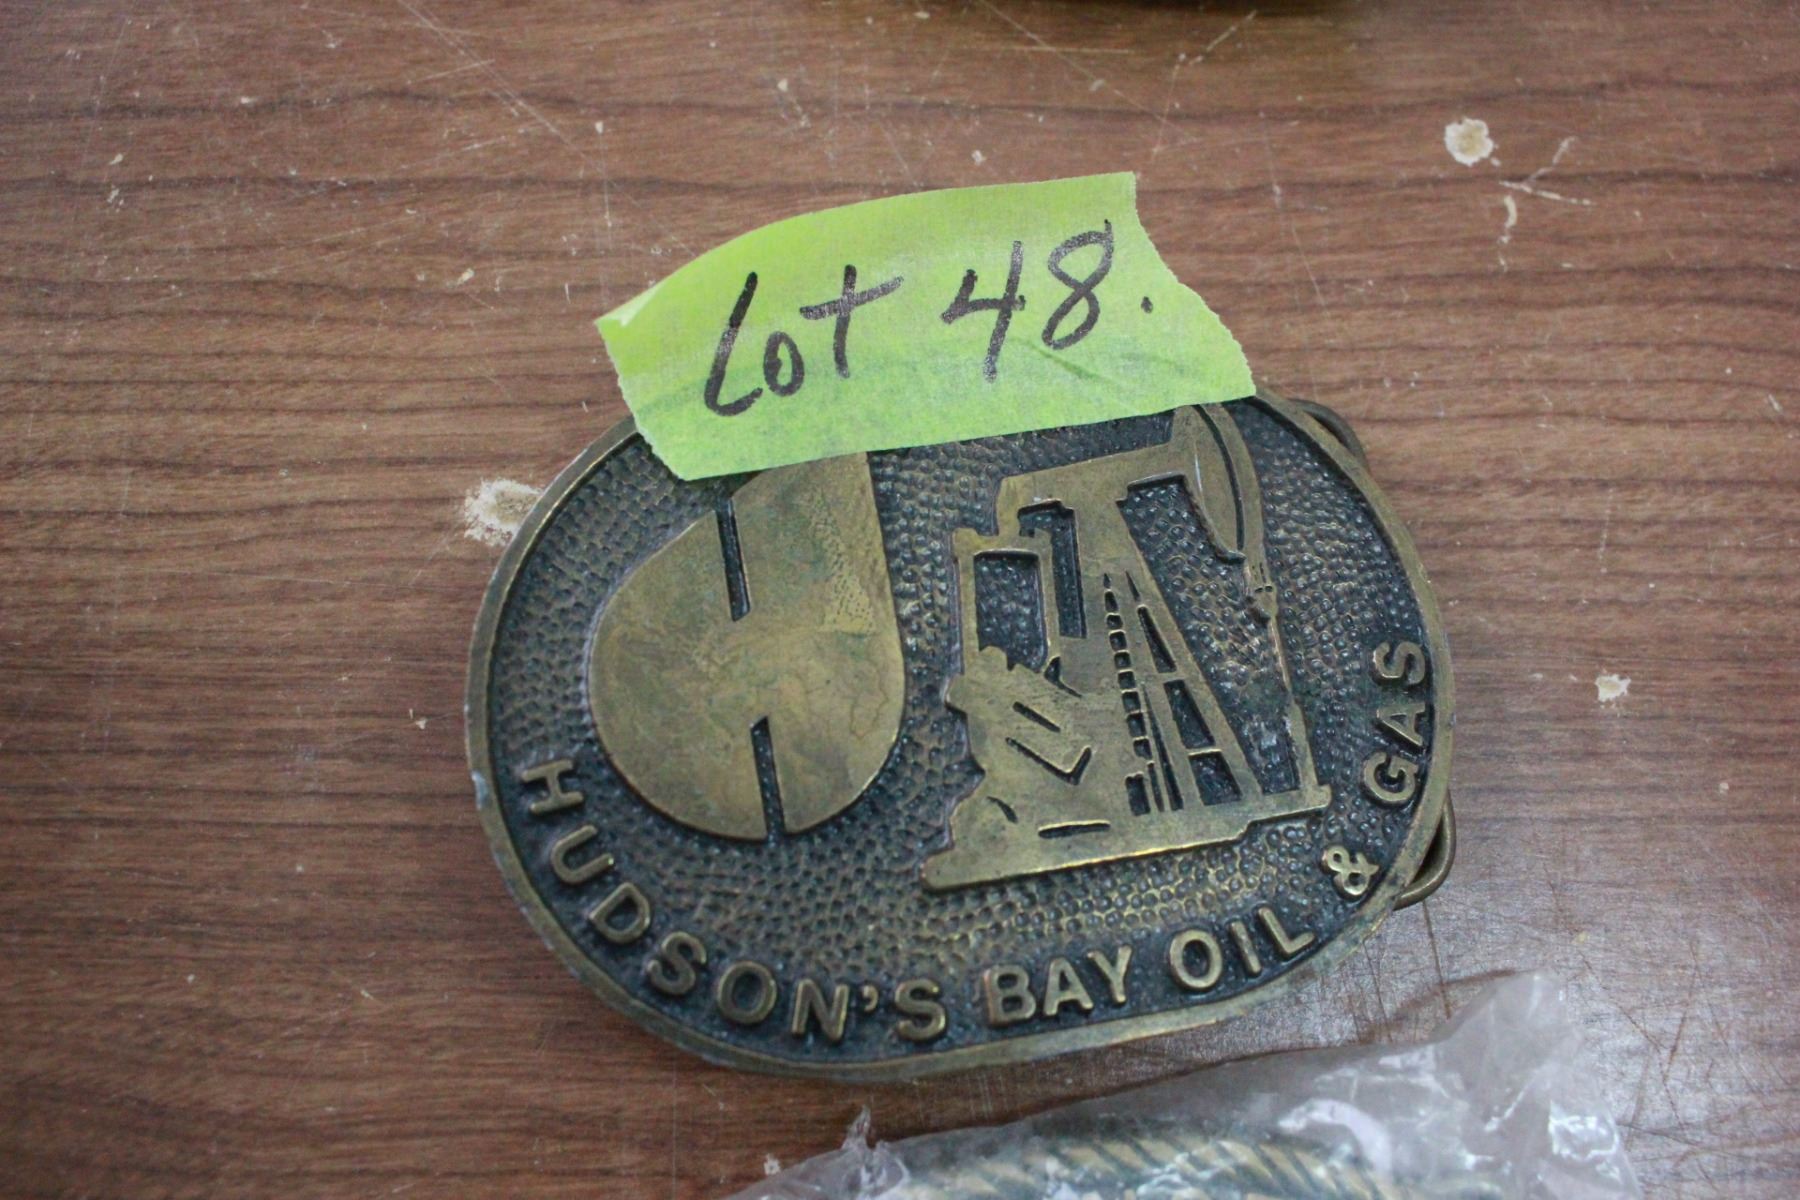 Lot 48.
HUDSON'S BAY OIL & GAS